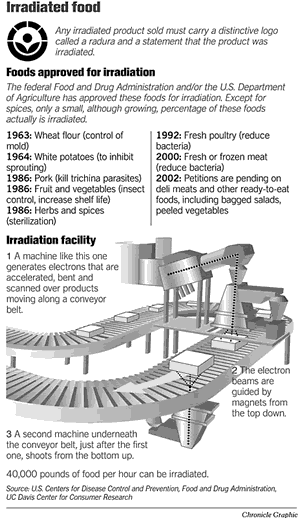 Irradiated food
Any irradiated product sold must carry a distinctive logo
called a radura and a statement that the product was
irradiated.
Foods approved for irradiation
The federal Food and Drug Administration and/or the U.S. Department
of Agriculture has approved these foods for irradiation. Except for
spices, only a small, although growing, percentage of these foods
actually is irradiated.
1963: Wheat flour (control of
mold)
1964: White potatoes (to inhibit
sprouting)
1986: Pork (kill trichina parasites)
1986: Fruit and vegetables (insect
control, increase shelf life)
1986: Herbs and spices
(sterilization)
1992: Fresh poultry (reduce
bacteria)
2000: Fresh or frozen meat
(reduce bacteria)
2002: Petitions are pending on
deli meats and other ready-to-eat
foods, including bagged salads,
peeled vegetables
Irradiation facility
1 A machine like this one
generates electrons that are
accelerated, bent and
scanned over products
moving along a conveyor
belt.
2 The electron
beams are
guided by
magnets from
the top down.
3 A second machine underneath
the conveyor belt, just after the first
one, shoots from the bottom up.
40,000 pounds of food per hour can be irradiated.
Source: U.S. Centers for Disease Control and Prevention, Food and Drug Administration,
UC Davis Center for Consumer Research
Chronicle Graphic